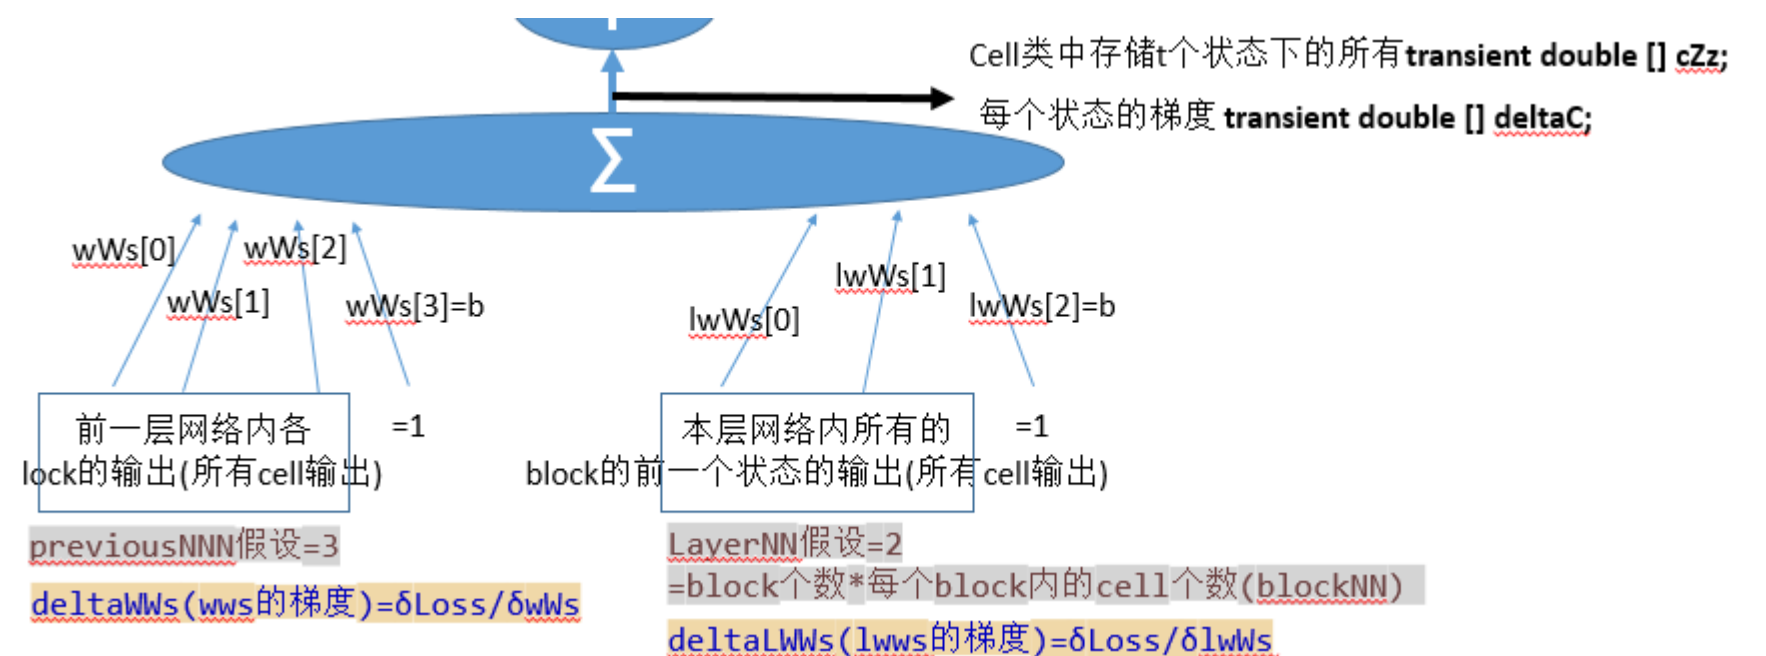 Cell类中存储t个状态下的所有transient double [] cZz;
每个状态的梯度 transient double [] deltaC;
Σ
wWs[0]
wWs[1]
wWs[2]
wWs[3]=b
lwWs[0]
lwWs[1]
lwWs[2]=b
前一层网络内各
lock的输出(所有cell输出)
=1
本层网络内所有的
block的前一个状态的输出(所有cell输出)
=1
previousNNN假设=3
deltaWWs(wws的梯度)=δLoss/δwWs
LayerNN假设=2
=block个数*每个block内的cell个数(blockNN)
deltaLWWs(lwws的梯度)=δLoss/δlwWs